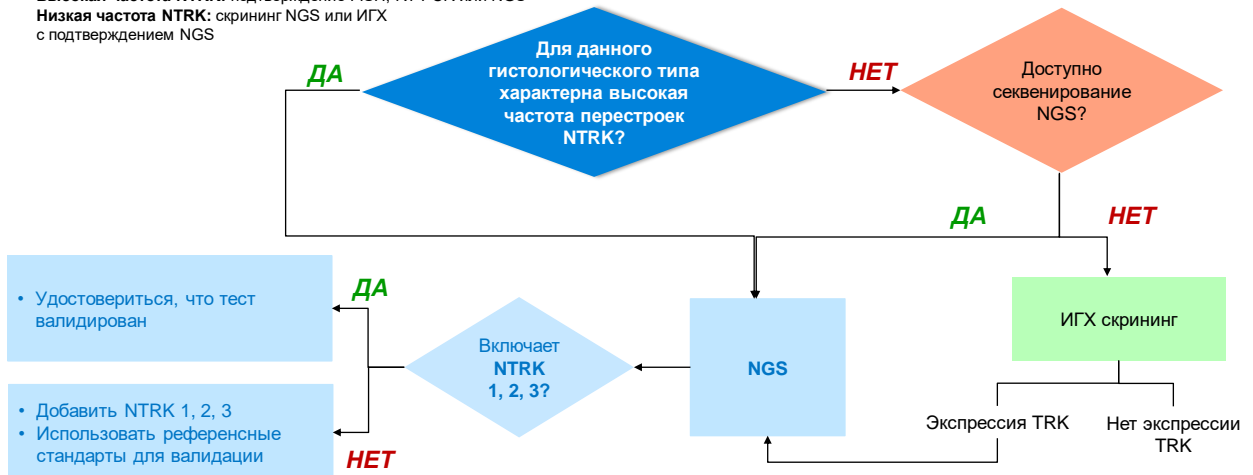 Низкая частота NTRK: скрининг NGS или ИГХ
с подтверждением NGS
Для данного
гистологического типа
характерна высокая
частота перестроек
NTRK?
ДА
НЕТ
Доступно
секвенирование
NGS?
ДА
НЕТ
• Удостовериться, что тест
валидирован
ДА
Включает
NTRK
1, 2, 3?
NGS
ИГХ скрининг
• Добавить NTRK 1, 2, 3
• Использовать референсные
стандарты для валидации
НЕТ
Экспрессия TRK
Нет экспрессии
TRK